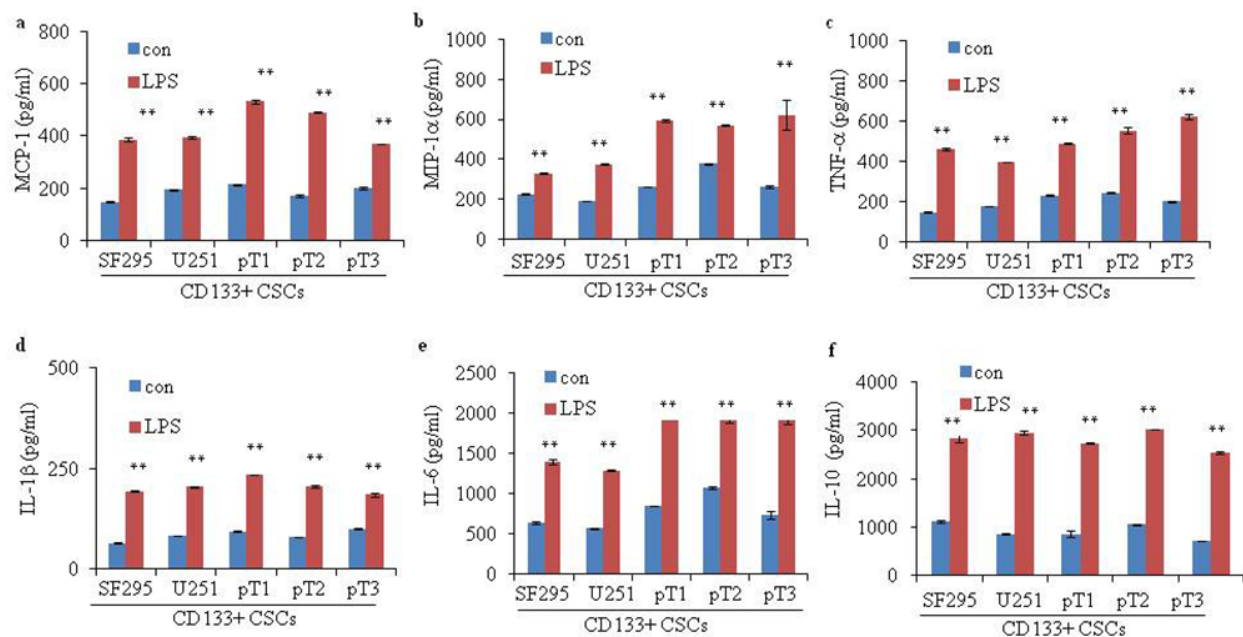 a
MCP-1 (pg/ml)
800
600
400
200
0
con
LPS
** ** ** ** **
SF295 U251 pT1 pT2 pT3
CD133+ CSCs
b
MIP-1α (pg/ml)
1000
800
600
400
200
0
con
LPS
** ** ** ** **
SF295 U251 pT1 pT2 pT3
CD133+ CSCs
c
TNF-α (pg/ml)
1000
800
600
400
200
0
con
LPS
** ** ** ** **
SF295 U251 pT1 pT2 pT3
CD133+ CSCs
d
IL-1β (pg/ml)
500
250
0
con
LPS
** ** ** ** **
SF295 U251 pT1 pT2 pT3
CD133+ CSCs
e
IL-6 (pg/ml)
2500
2000
1500
1000
500
0
con
LPS
** ** ** ** **
SF295 U251 pT1 pT2 pT3
CD133+ CSCs
f
IL-10 (pg/ml)
4000
3000
2000
1000
0
con
LPS
** ** ** ** **
SF295 U251 pT1 pT2 pT3
CD133+ CSCs